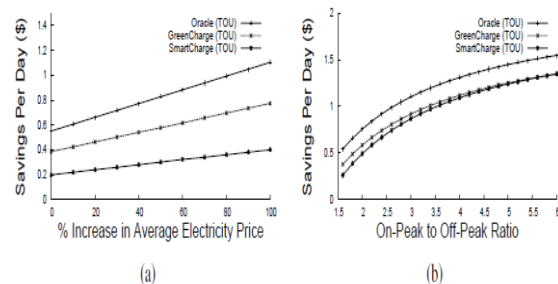 Savings Per Day ($)
1.4
1.2
1
0.8
0.6
0.4
0.2
0
Oracle (TOU)
GreenCharge (TOU)
SmartCharge (TOU)
0 20 40 60 80 100
% Increase in Average Electricity Price
(a)
Savings Per Day ($)
2
1.5
1
0.5
0
Oracle (TOU)
GreenCharge (TOU)
SmartCharge (TOU)
1.5 2 2.5 3 3.5 4 4.5 5 5.5 6
On-Peak to Off-Peak Ratio
(b)